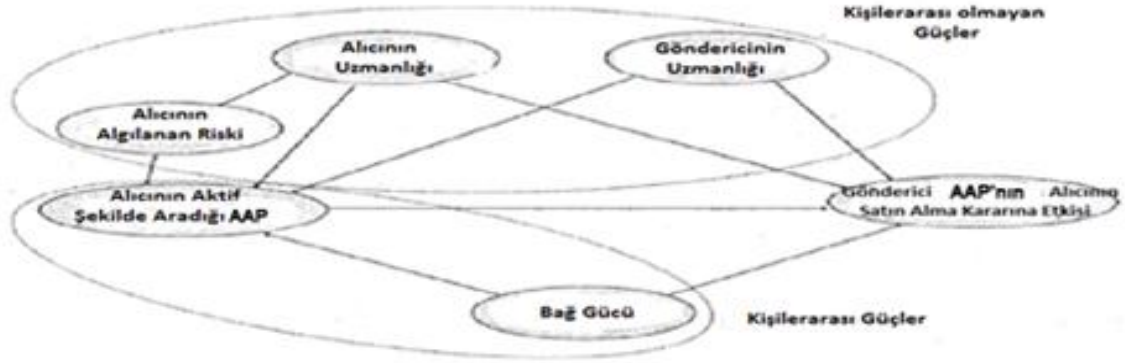 Kişilerarası olmayan
Güçler
Alıcının
Uzmanlığı
Göndericinin
Uzmanlığı
Alıcının
Algılanan Riski
Alıcının Aktif
Şekilde Aradığı AAP
Gönderici AAP'nın Alıcının
Satın Alma Kararına Etkisi
Bağ Gücü
Kişilerarası Güçler